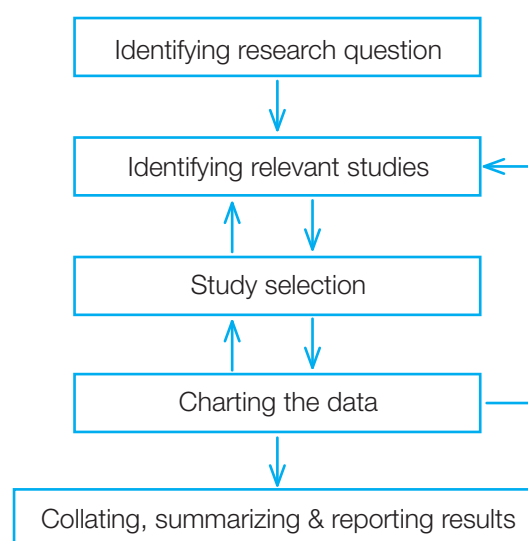 Identifying research question
Identifying relevant studies
Study selection
Charting the data
Collating, summarizing & reporting results